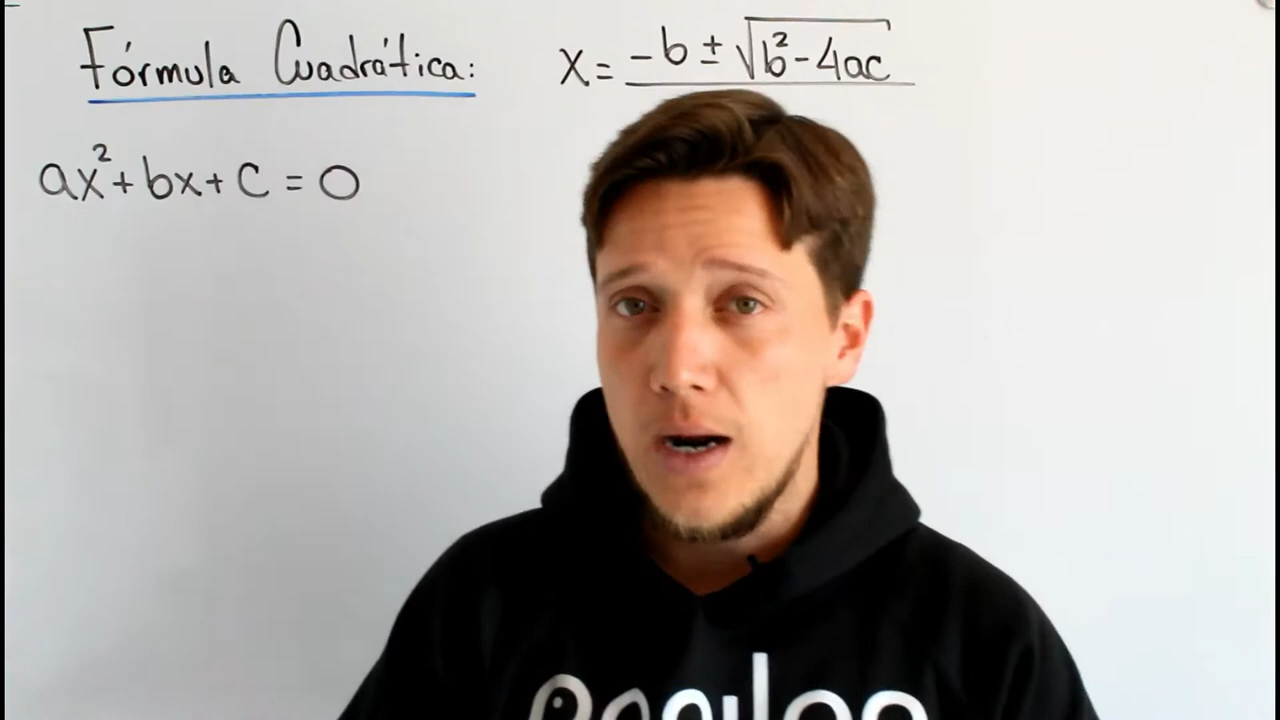 Fórmula Cuadrática: x = -b ± √b² - 4ac
ax² + bx + c = 0